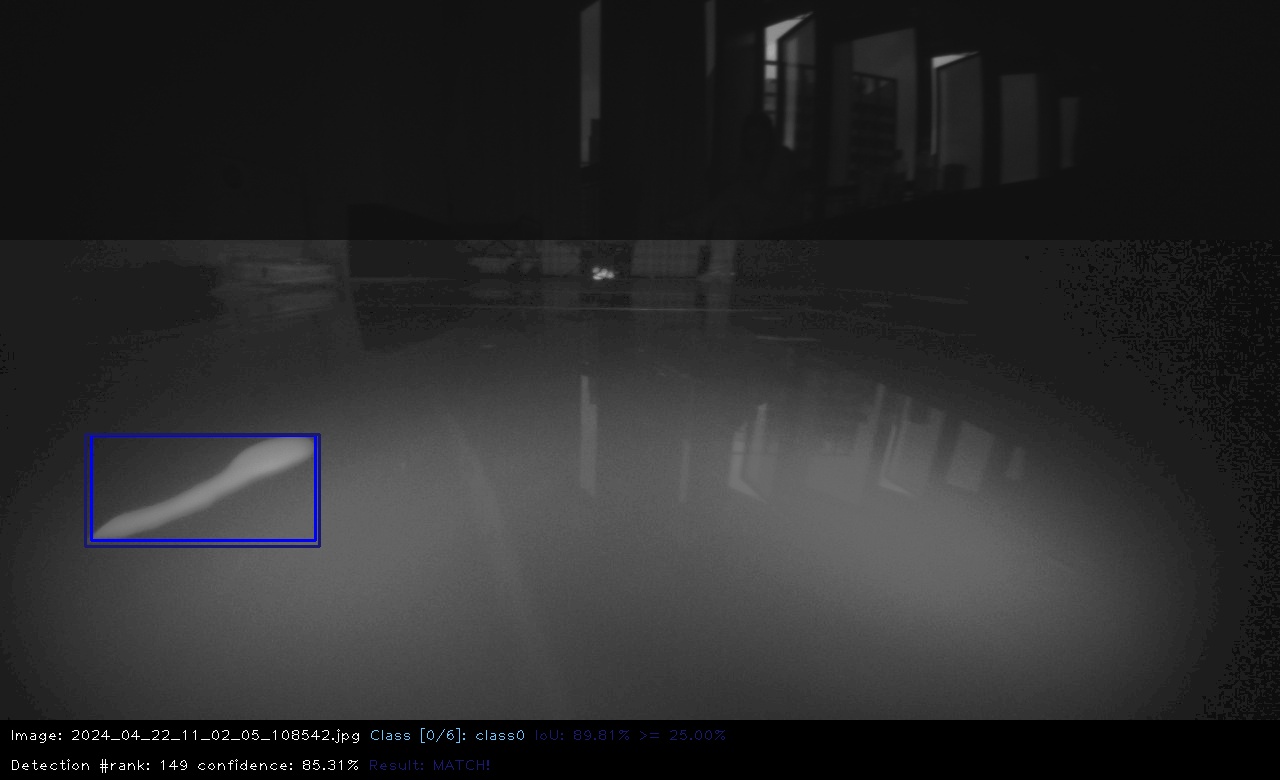 Image: 2024_04_22_11_02_05_108542.jpg Class [0/6]: class0 IoU: 89.81% >= 25.00%
Detection #rank: 149 confidence: 85.31% Result: MATCH!